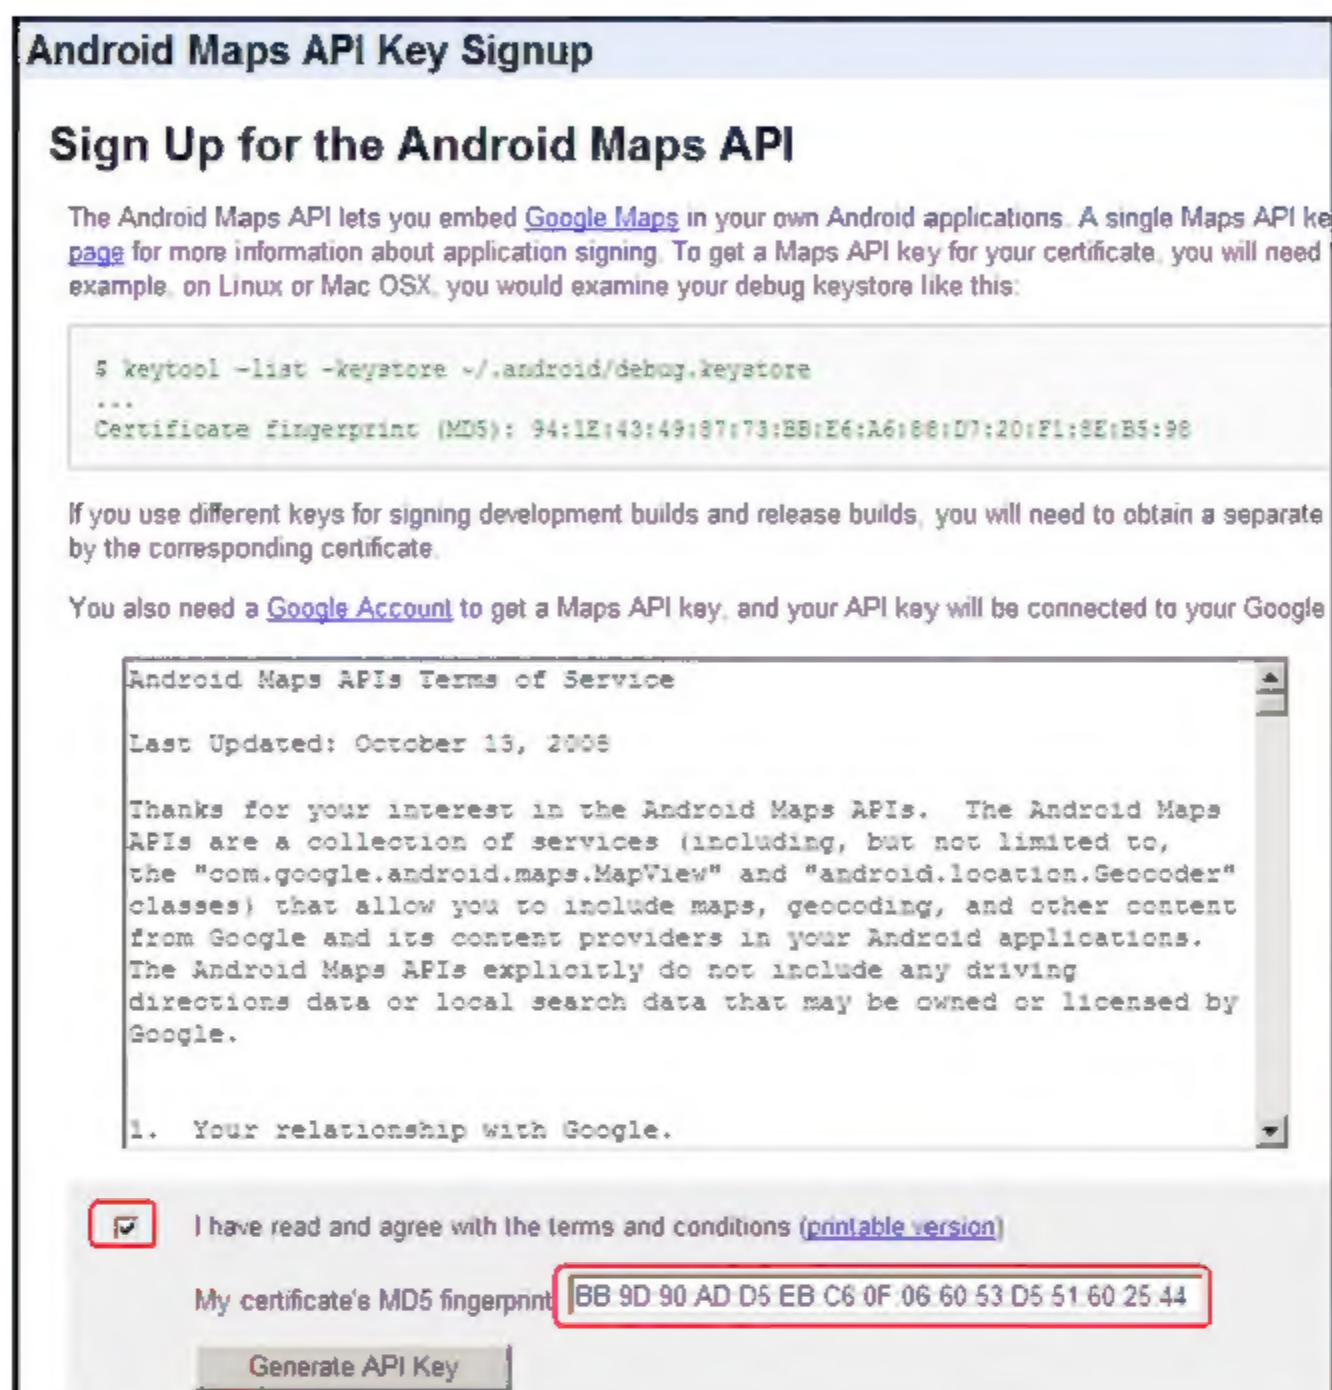 Android Maps API Key Signup
Sign Up for the Android Maps API
The Android Maps API lets you embed Google Maps in your own Android applications. A single Maps API key
page for more information about application signing. To get a Maps API key for your certificate, you will need
example, on Linux or Mac OSX, you would examine your debug keystore like this:
$ keytool -list -keystore ~/.android/debug.keystore
...
Certificate fingerprint (MD5): 94:1E:43:49:87:73:BB:E6:A6:88:D7:20:F1:8E:B5:98
If you use different keys for signing development builds and release builds, you will need to obtain a separate
by the corresponding certificate.
You also need a Google Account to get a Maps API key, and your API key will be connected to your Google
Android Maps APIs Terms of Service
Last Updated: October 13, 2008
Thanks for your interest in the Android Maps APIs. The Android Maps
APIs are a collection of services (including, but not limited to,
the "com.google.android.maps.MapView" and "android.location.Geocoder"
classes) that allow you to include maps, geocoding, and other content
from Google and its content providers in your Android applications.
The Android Maps APIs explicitly do not include any driving
directions data or local search data that may be owned or licensed by
Google.
1. Your relationship with Google.
I have read and agree with the terms and conditions (printable version)
My certificate's MD5 fingerprint: BB:9D:90:AD:D5:EB:C6:0F:06:60:53:D5:51:60:25:44
Generate API Key